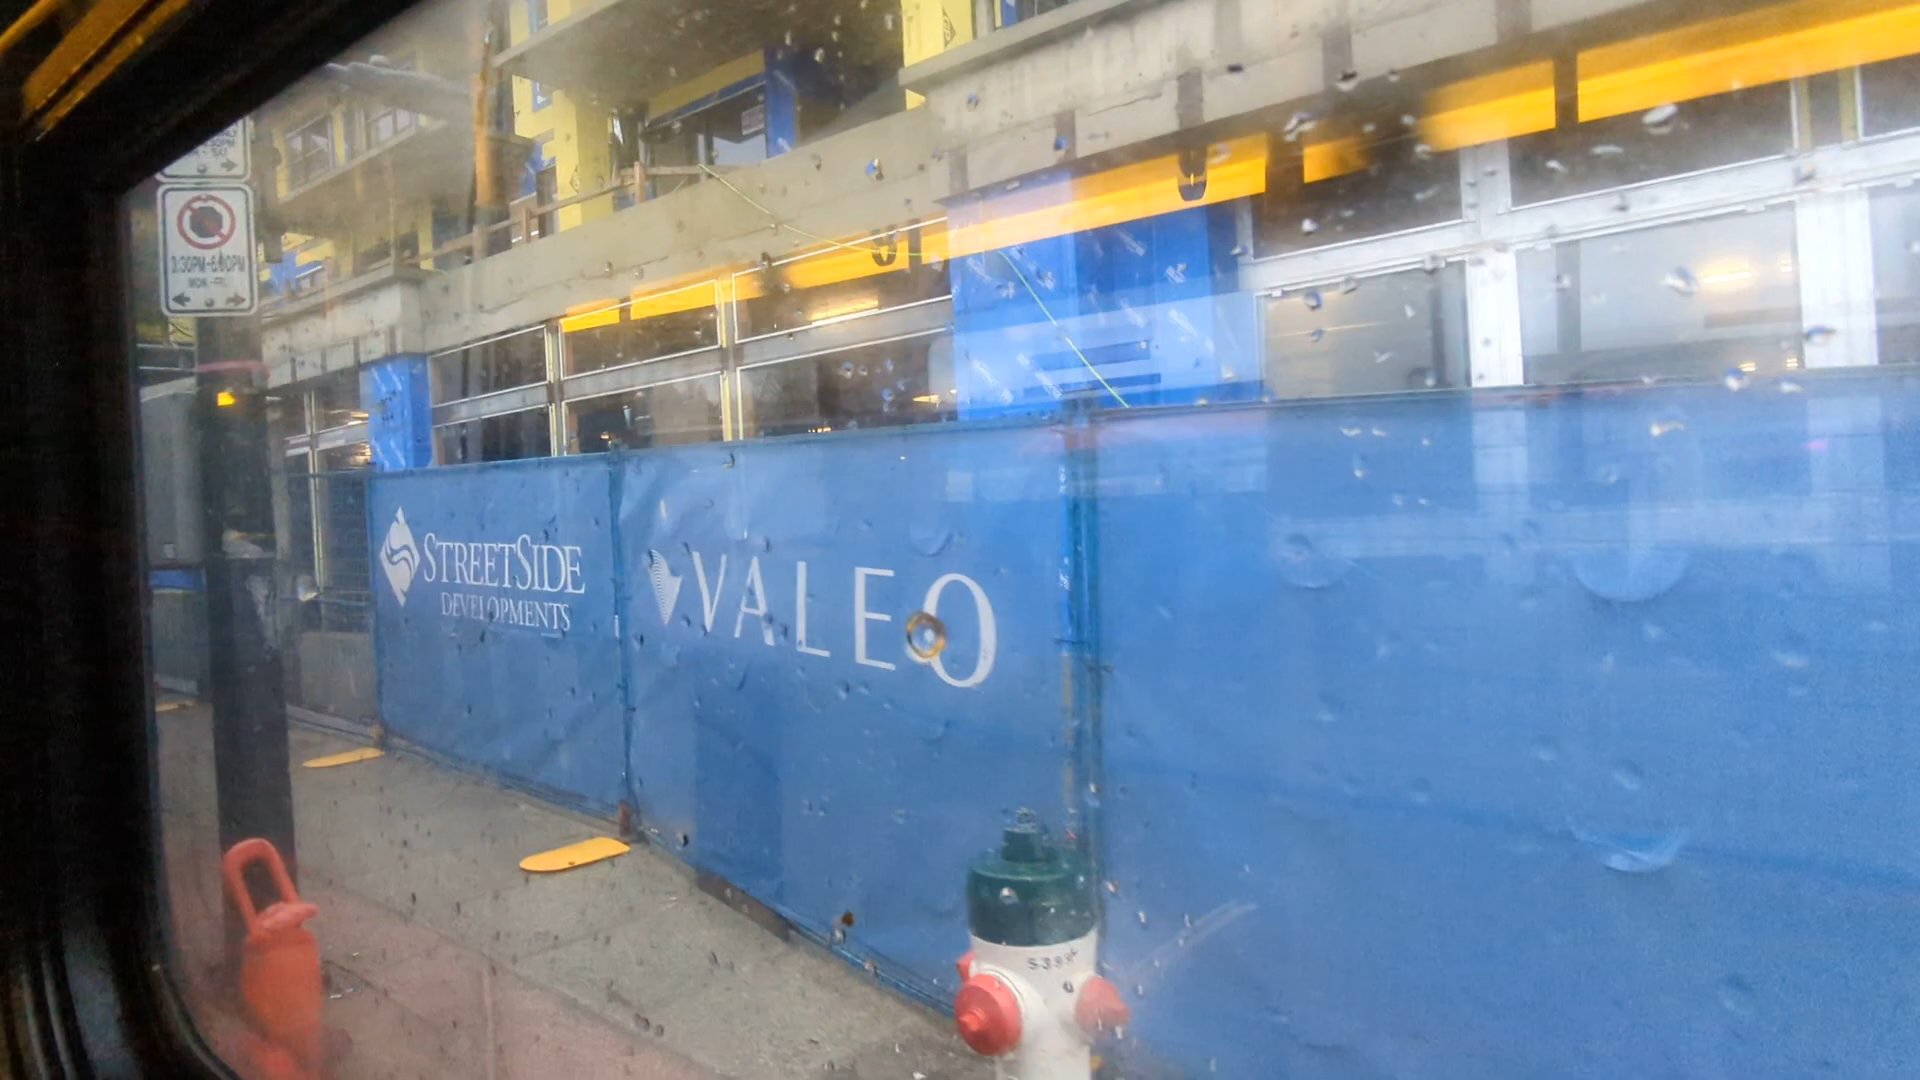 3:30PM-6:00PM
MON - FRI
STREETSIDE
DEVELOPMENTS
VALEO